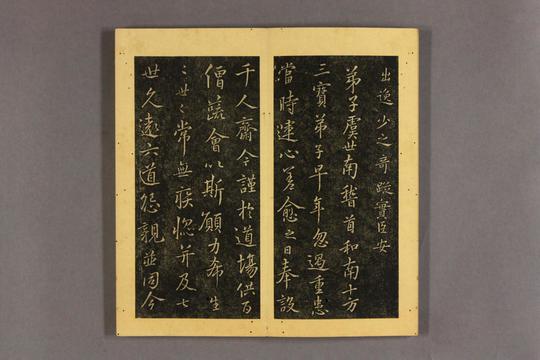 出逸少之奇蹤實臣安
弟子虞世南稽首和南十方
三寶弟子早年忽遇重患
當時運心差愈之日奉設
千人齋今謹於道場供百
僧蔬會以斯願力希生
生世世常無疾惱并及七
世久遠六道怨親並同今